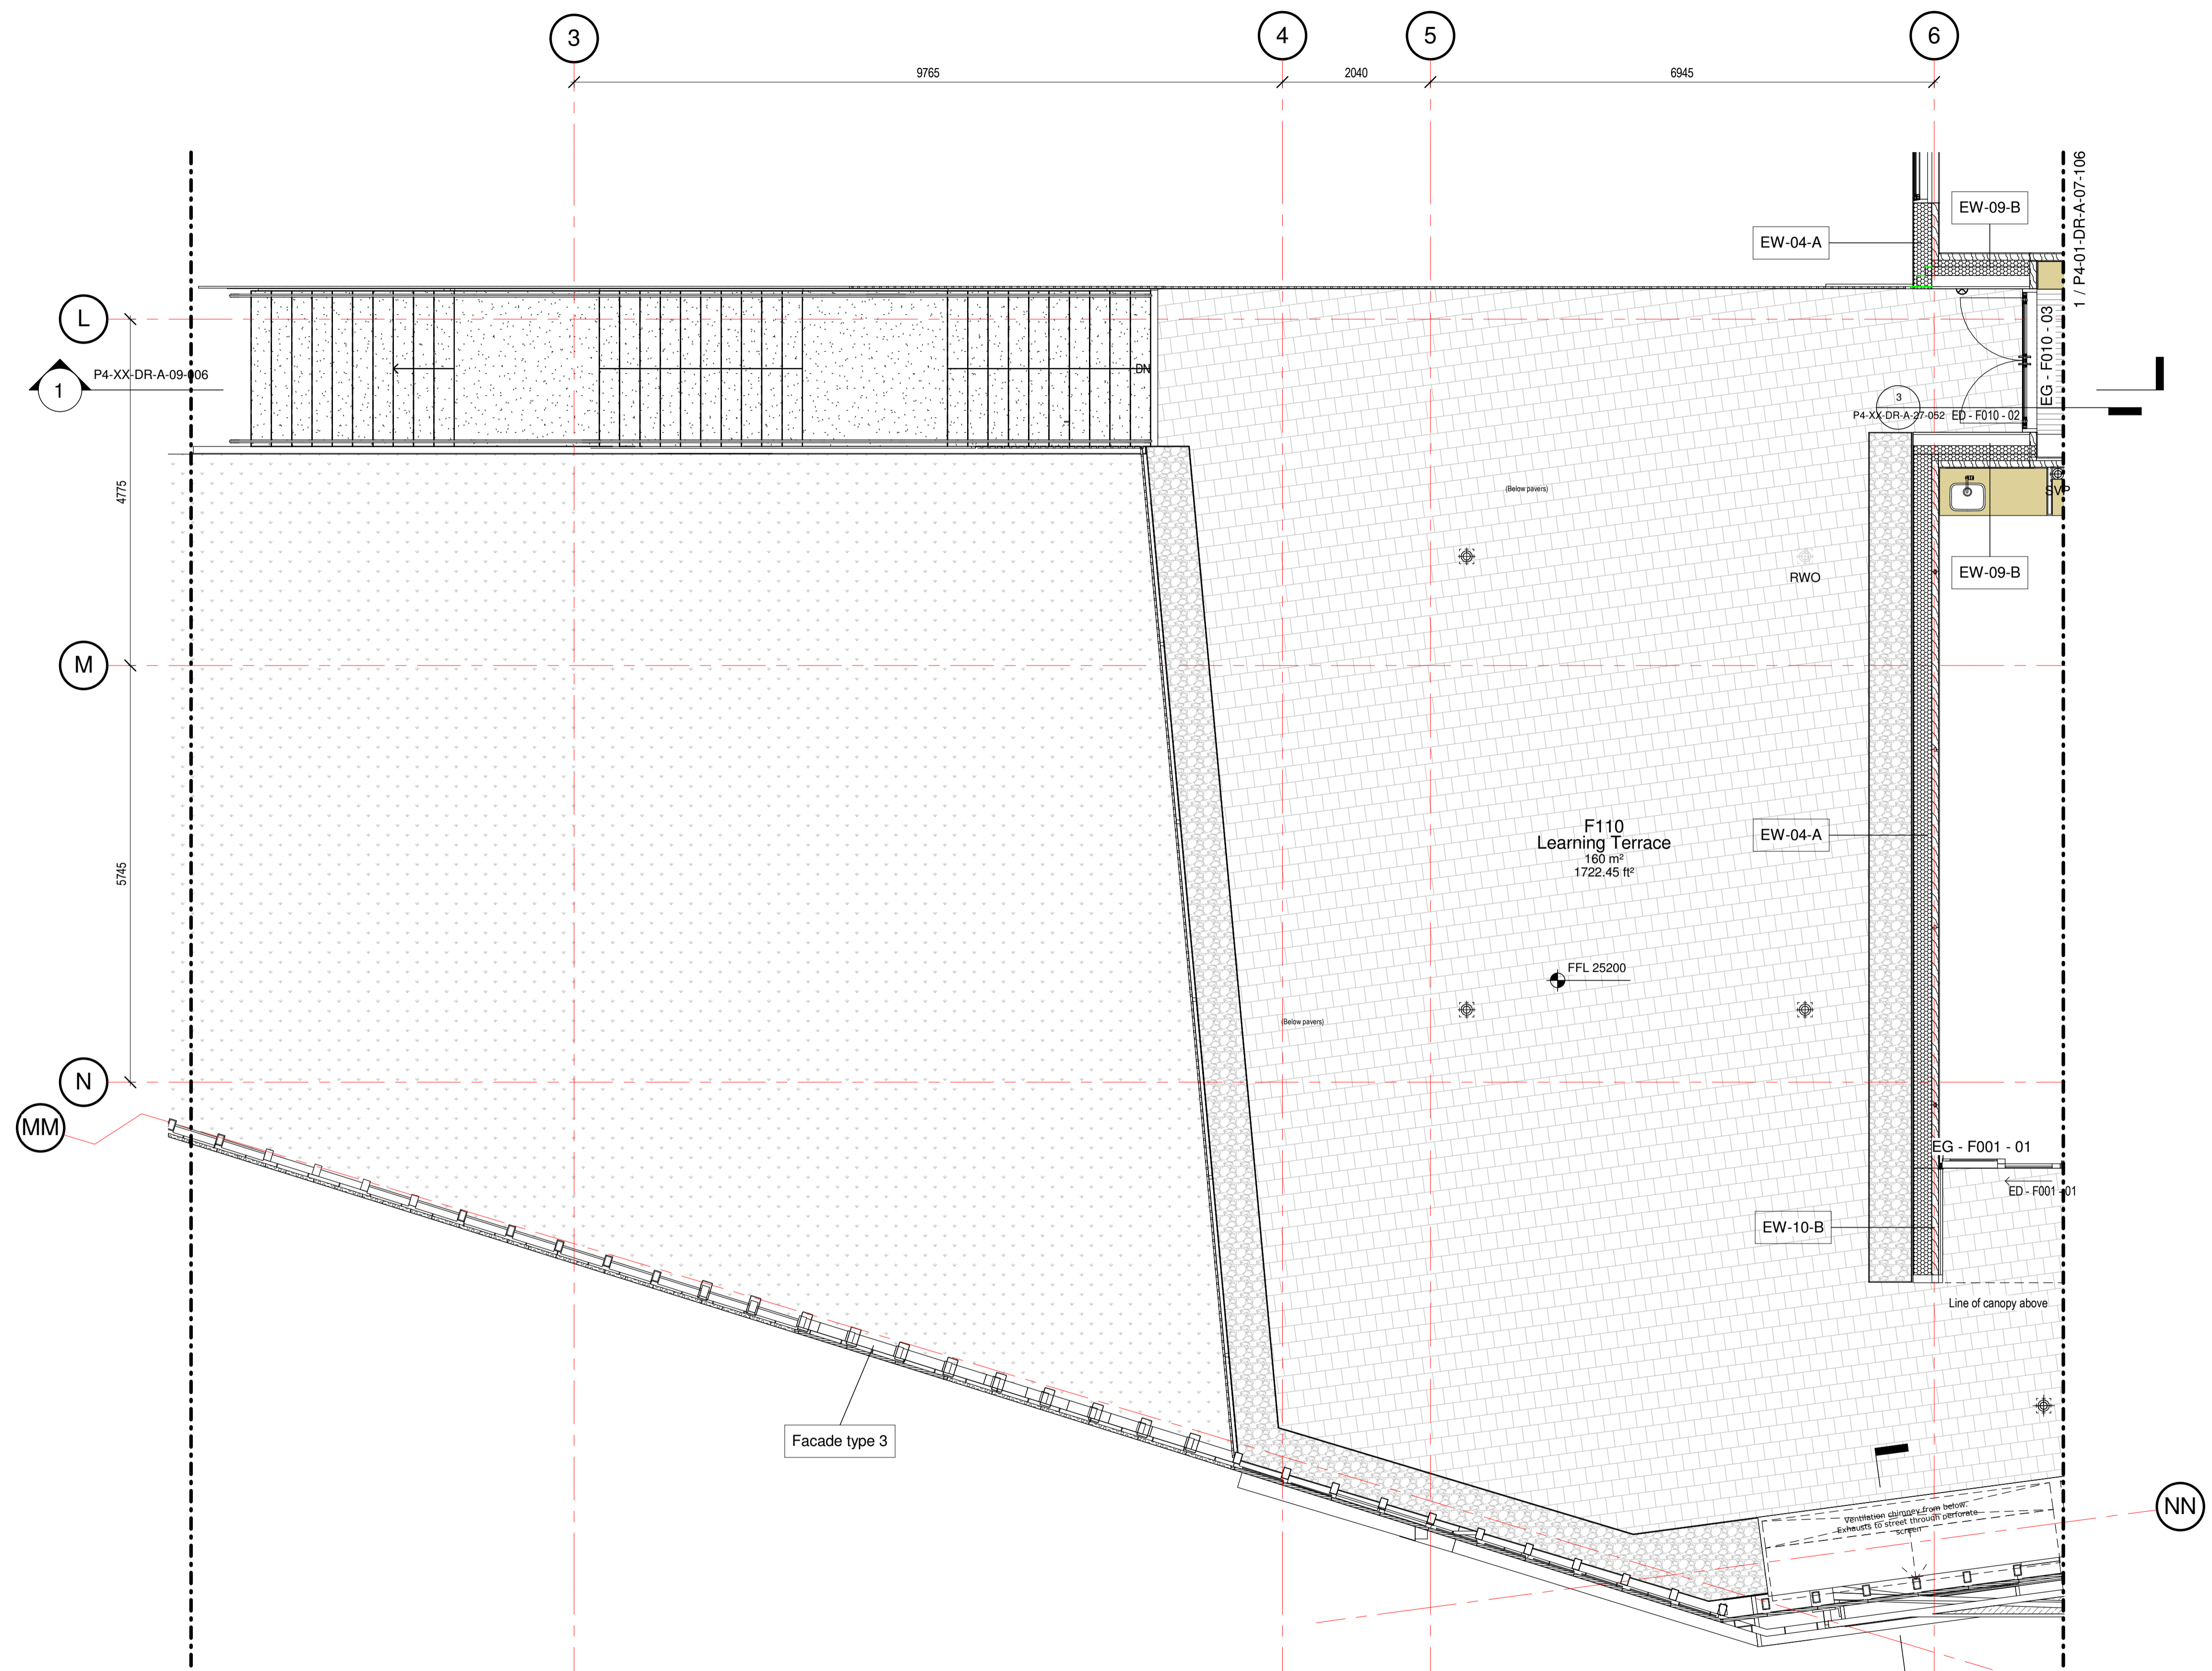 3
4
5
6
9765
2040
6945
1 / P4-01-DR-A-07-106
EW-09-B
EW-04-A
L
EG - F010 - 03
P4-XX-DR-A-09-006
1
DN
3
P4-XX-DR-A-27-052
ED - F010 - 02
4775
(Below pavers)
SVP
EW-09-B
RWO
M
F110
Learning Terrace
160 m²
1722.45 ft²
EW-04-A
5745
FFL 25200
(Below pavers)
N
MM
EG - F001 - 01
ED - F001 - 01
EW-10-B
Line of canopy above
Facade type 3
Ventilation chimney from below.
Exhausts to street through perforate
screen
NN